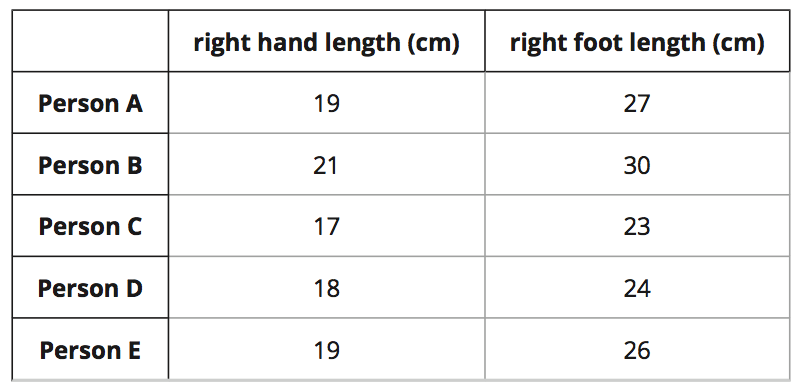 right hand length (cm) right foot length (cm)
Person A 19 27
Person B 21 30
Person C 17 23
Person D 18 24
Person E 19 26